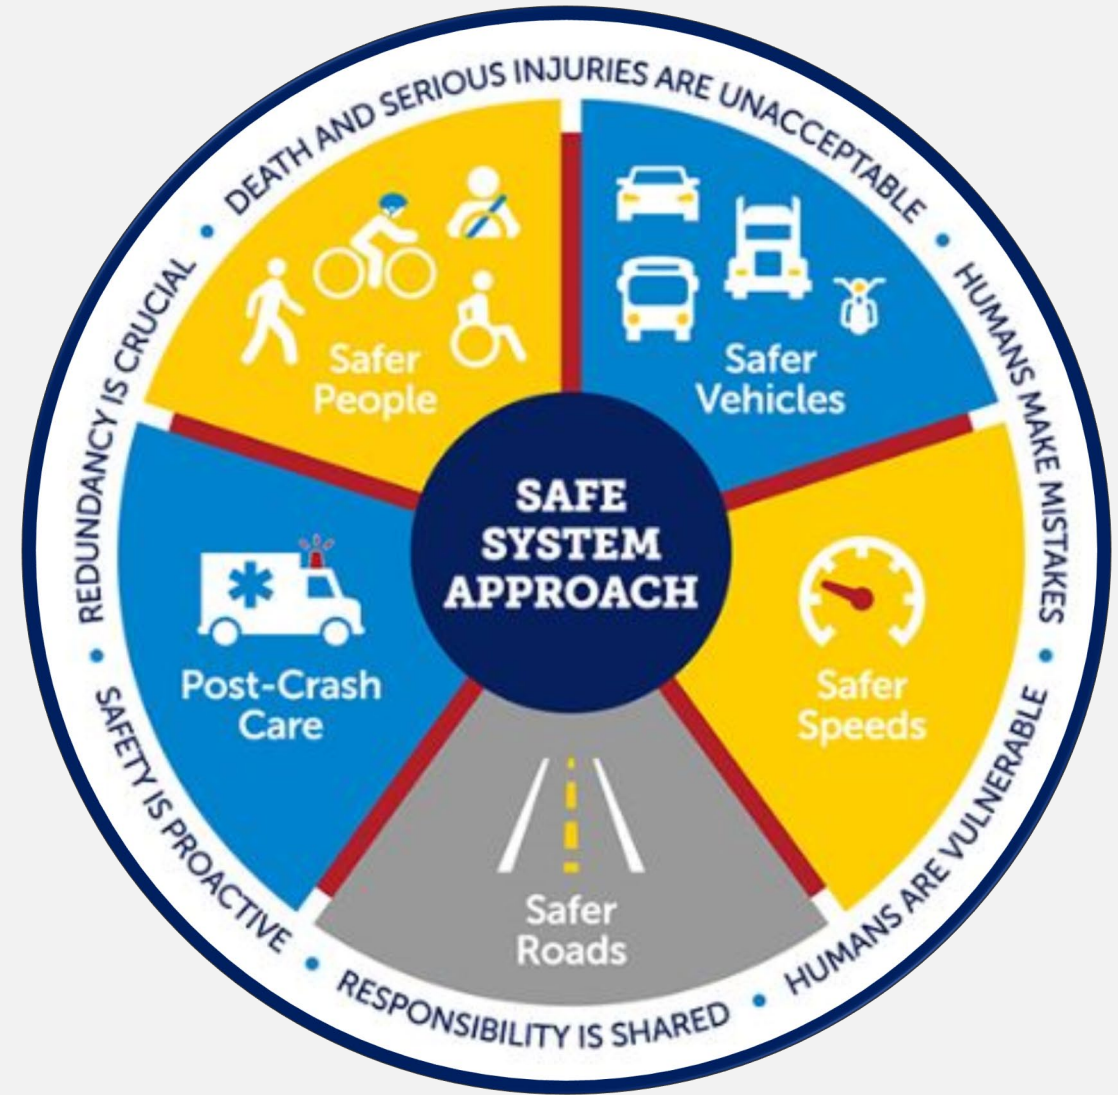 DEATH AND SERIOUS INJURIES ARE UNACCEPTABLE
HUMANS MAKE MISTAKES
HUMANS ARE VULNERABLE
RESPONSIBILITY IS SHARED
SAFETY IS PROACTIVE
REDUNDANCY IS CRUCIAL
Safer
People
Safer
Vehicles
SAFE
SYSTEM
APPROACH
Post-Crash
Care
Safer
Speeds
Safer
Roads